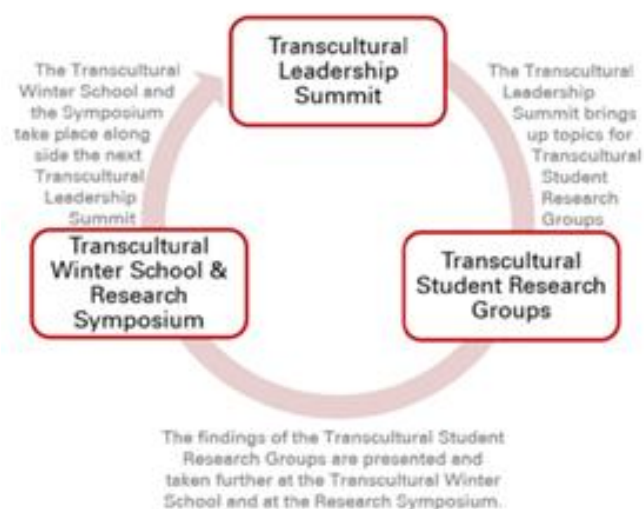 Transcultural
Leadership
Summit
The Transcultural
Winter School and
the Symposium
take place along
side the next
Transcultural
Leadership
Summit
The Transcultural
Leadership
Summit brings
up topics for
Transcultural
Student
Research
Groups
Transcultural
Winter School &
Research
Symposium
Transcultural
Student Research
Groups
The findings of the Transcultural Student
Research Groups are presented and
taken further at the Transcultural Winter
School and at the Research Symposium.